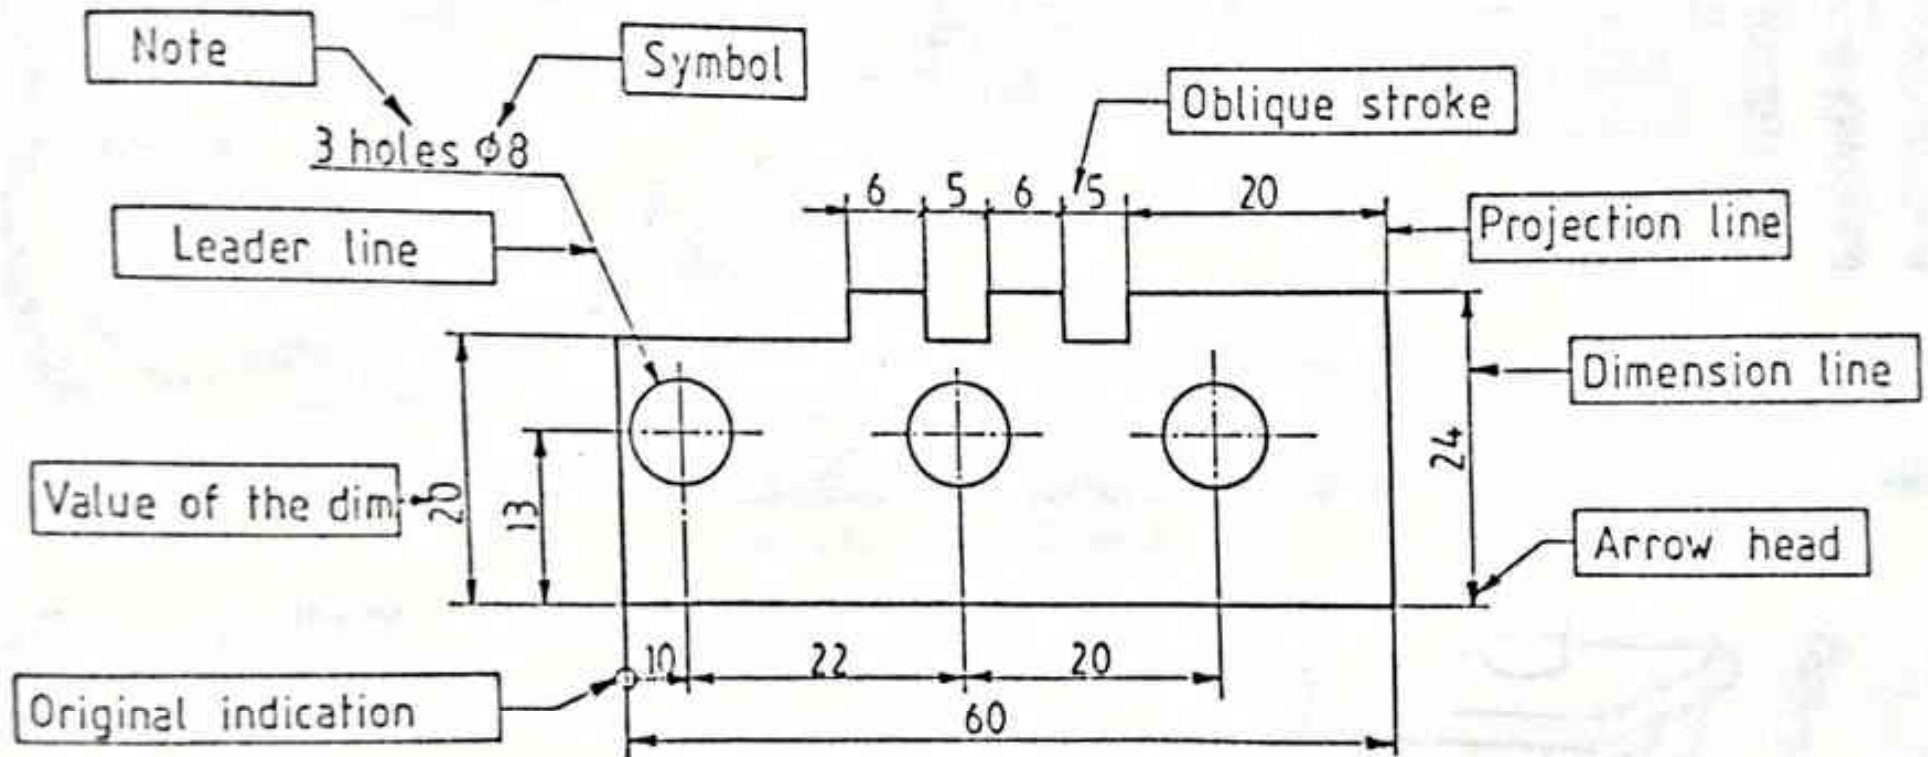 Note
Symbol
3 holes Φ8
Oblique stroke
6 5 6 5 20
Leader line
Projection line
Dimension line
Value of the dim.
20
13
24
Arrow head
10 22 20
Original indication
60